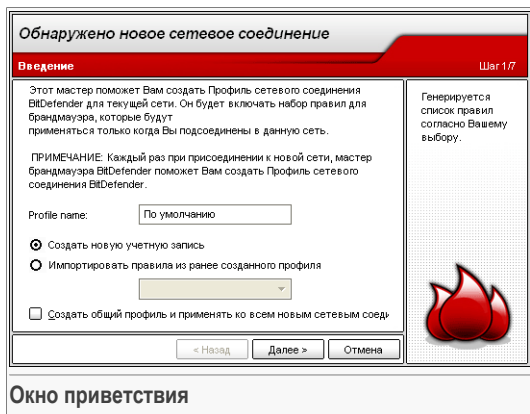 Обнаружено новое сетевое соединение
Введение
Шаг 1/7
Этот мастер поможет Вам создать Профиль сетевого соединения
BitDefender для текущей сети. Он будет включать набор правил для
брандмауэра, которые будут
применяться только когда Вы подсоединены в данную сеть.
ПРИМЕЧАНИЕ: Каждый раз при присоединении к новой сети, мастер
брандмауэра BitDefender поможет Вам создать Профиль сетевого
соединения BitDefender.
Profile name:
По умолчанию
Создать новую учетную запись
Импортировать правила из ранее созданного профиля
Создать общий профиль и применять ко всем новым сетевым соеди
Генерируется
список правил
согласно Вашему
выбору.
< Назад
Далее >
Отмена
Окно приветствия